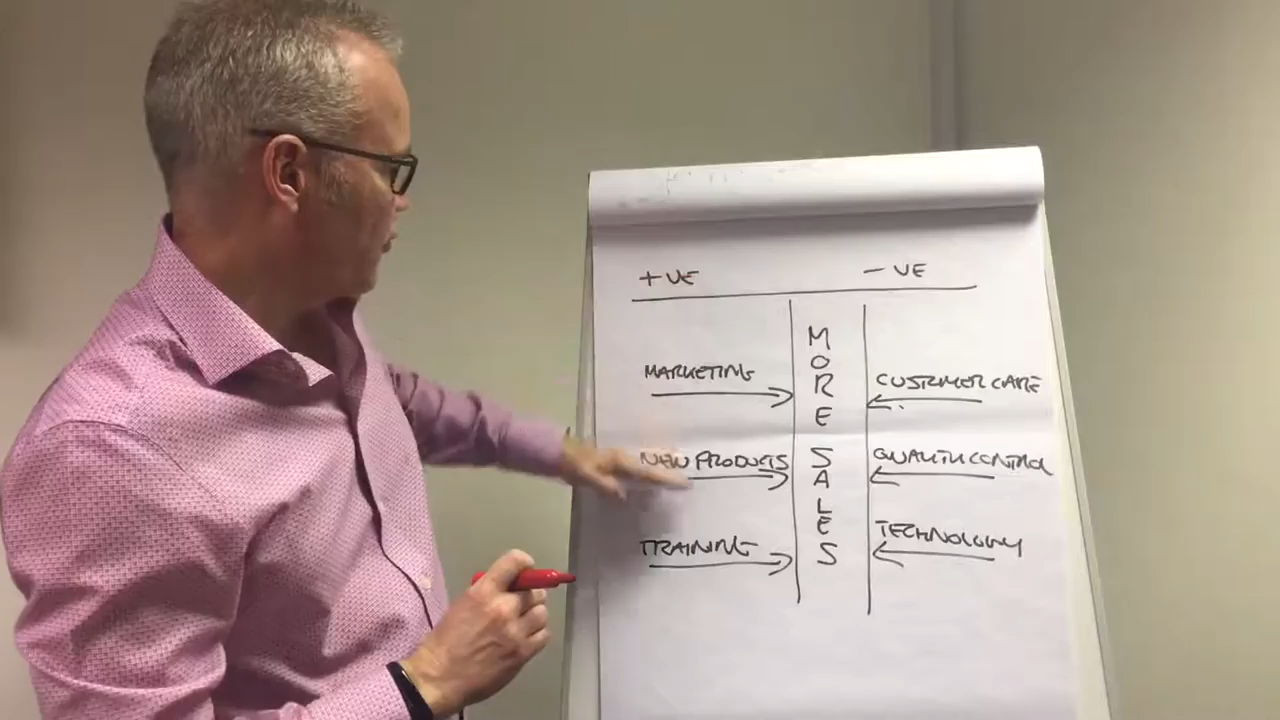 +VE - VE
MORE SALES
MARKETING
CUSTOMER CARE
NEW PRODUCTS
QUALITY CONTROL
TRAINING
TECHNOLOGY